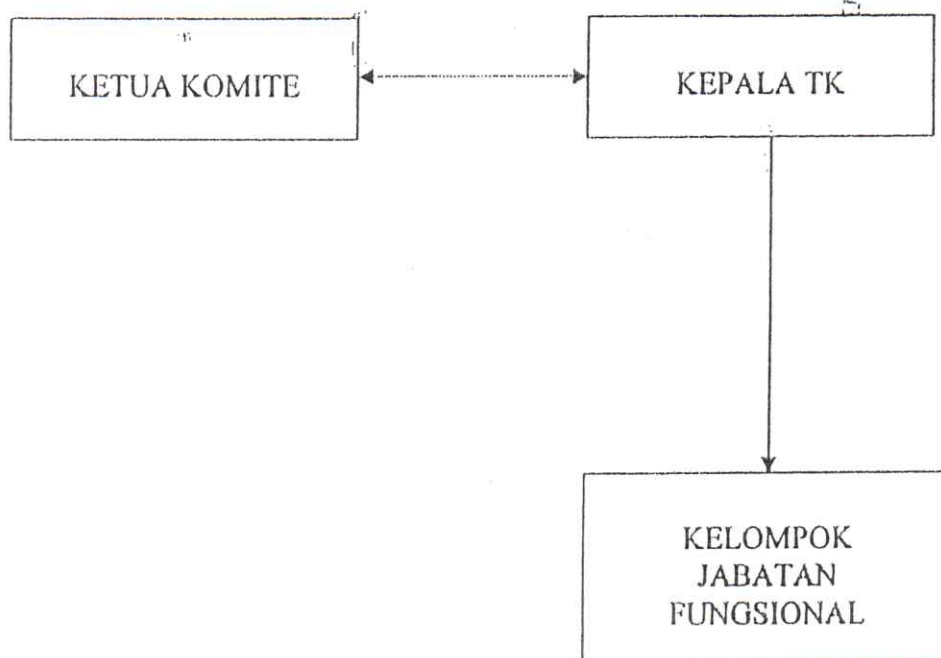 KETUA KOMITE
KEPALA TK
KELOMPOK
JABATAN
FUNGSIONAL